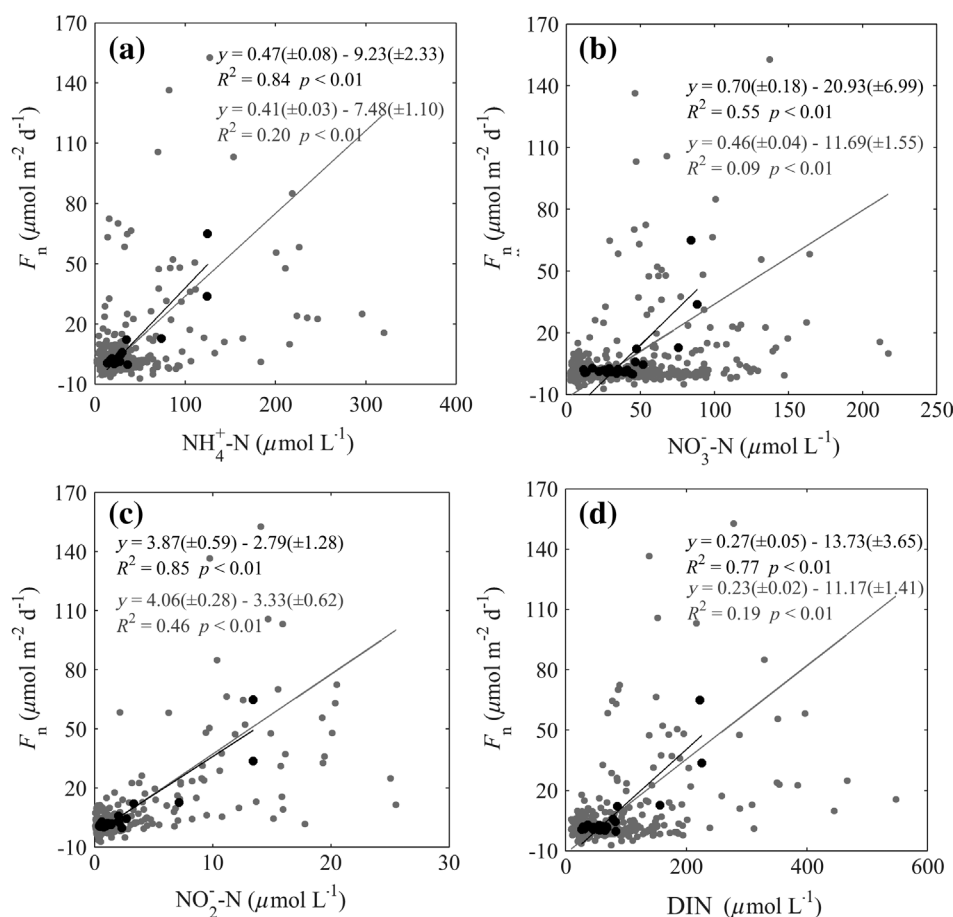 (a)
y = 0.47(±0.08) - 9.23(±2.33)
R² = 0.84 p < 0.01
y = 0.41(±0.03) - 7.48(±1.10)
R² = 0.20 p < 0.01
170
140
110
80
50
20
-10
Fn (μmol m⁻² d⁻¹)
0 100 200 300 400
NH₄⁺-N (μmol L⁻¹)
(b)
y = 0.70(±0.18) - 20.93(±6.99)
R² = 0.55 p < 0.01
y = 0.46(±0.04) - 11.69(±1.55)
R² = 0.09 p < 0.01
170
140
110
80
50
20
-10
Fn (μmol m⁻² d⁻¹)
0 50 100 150 200 250
NO₃⁻-N (μmol L⁻¹)
(c)
y = 3.87(±0.59) - 2.79(±1.28)
R² = 0.85 p < 0.01
y = 4.06(±0.28) - 3.33(±0.62)
R² = 0.46 p < 0.01
170
140
110
80
50
20
-10
Fn (μmol m⁻² d⁻¹)
0 10 20 30
NO₂⁻-N (μmol L⁻¹)
(d)
y = 0.27(±0.05) - 13.73(±3.65)
R² = 0.77 p < 0.01
y = 0.23(±0.02) - 11.17(±1.41)
R² = 0.19 p < 0.01
170
140
110
80
50
20
-10
Fn (μmol m⁻² d⁻¹)
0 200 400 600
DIN (μmol L⁻¹)